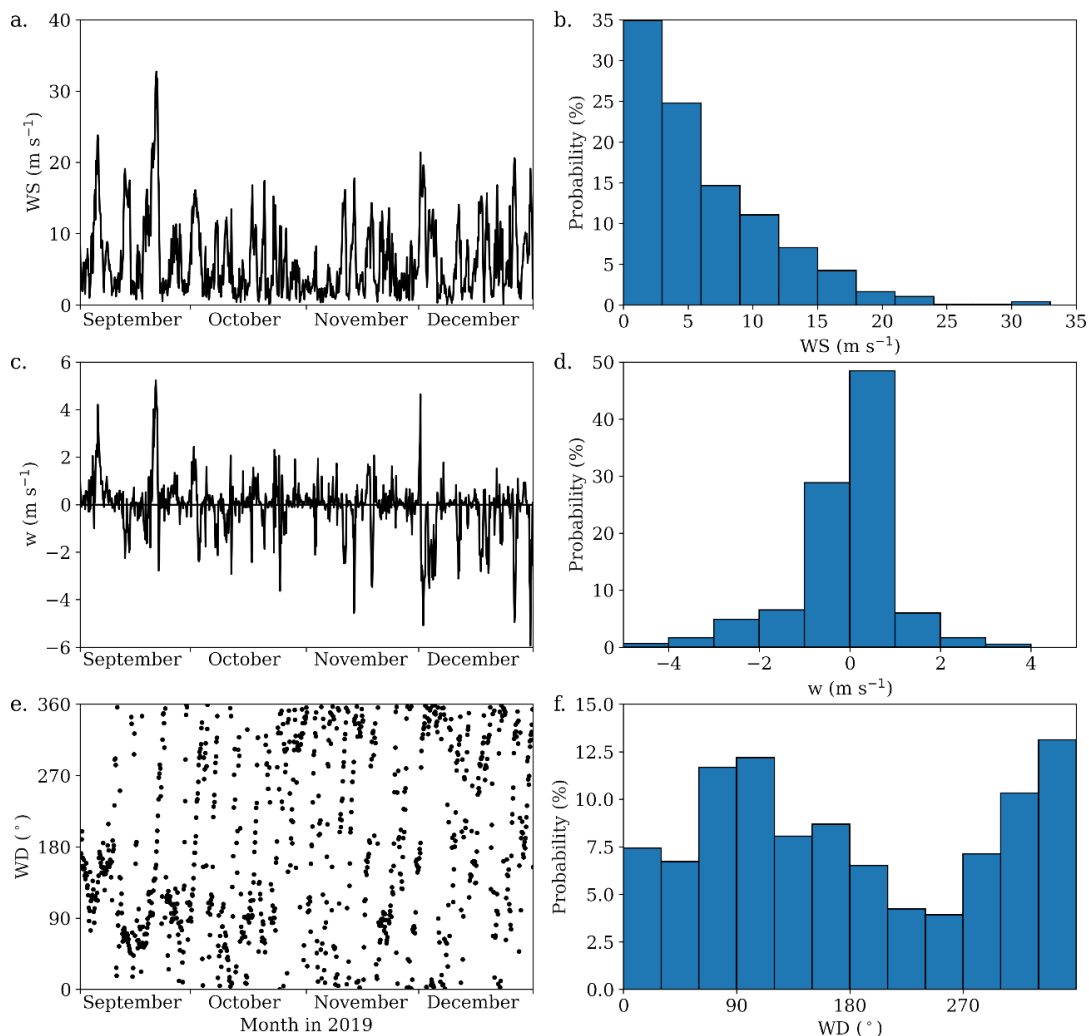 a.
40
30
20
10
0
WS (m s⁻¹)
September October November December
b.
35
30
25
20
15
10
5
0
Probability (%)
0 5 10 15 20 25 30 35
WS (m s⁻¹)
c.
6
4
2
0
−2
−4
−6
w (m s⁻¹)
September October November December
d.
50
40
30
20
10
0
Probability (%)
−4 −2 0 2 4
w (m s⁻¹)
e.
360
270
180
90
0
WD (°)
September October November December
Month in 2019
f.
15.0
12.5
10.0
7.5
5.0
2.5
0.0
Probability (%)
0 90 180 270
WD (°)